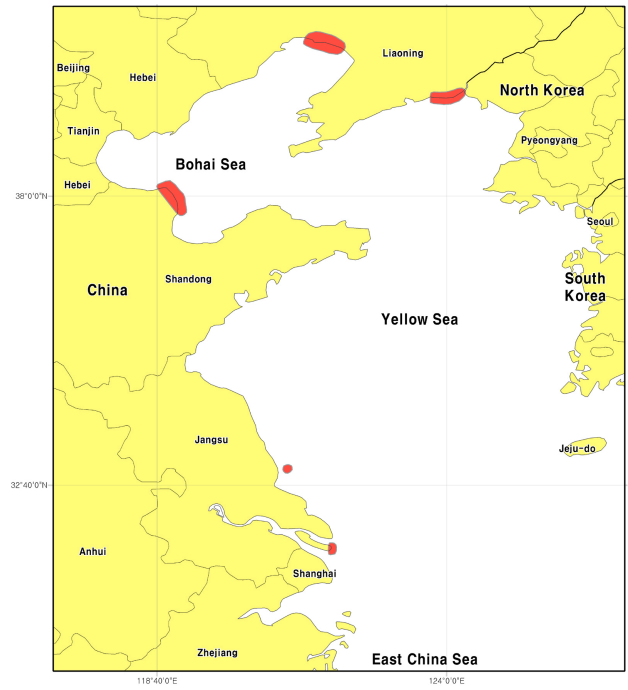 Liaoning
Beijing
Hebei
North Korea
Tianjin
Pyeongyang
Bohai Sea
Hebei
38°0'0"N
Seoul
Shandong
South
Korea
China
Yellow Sea
Jangsu
Jeju-do
32°40'0"N
Anhui
Shanghai
Zhejiang
East China Sea
118°40'0"E
124°0'0"E